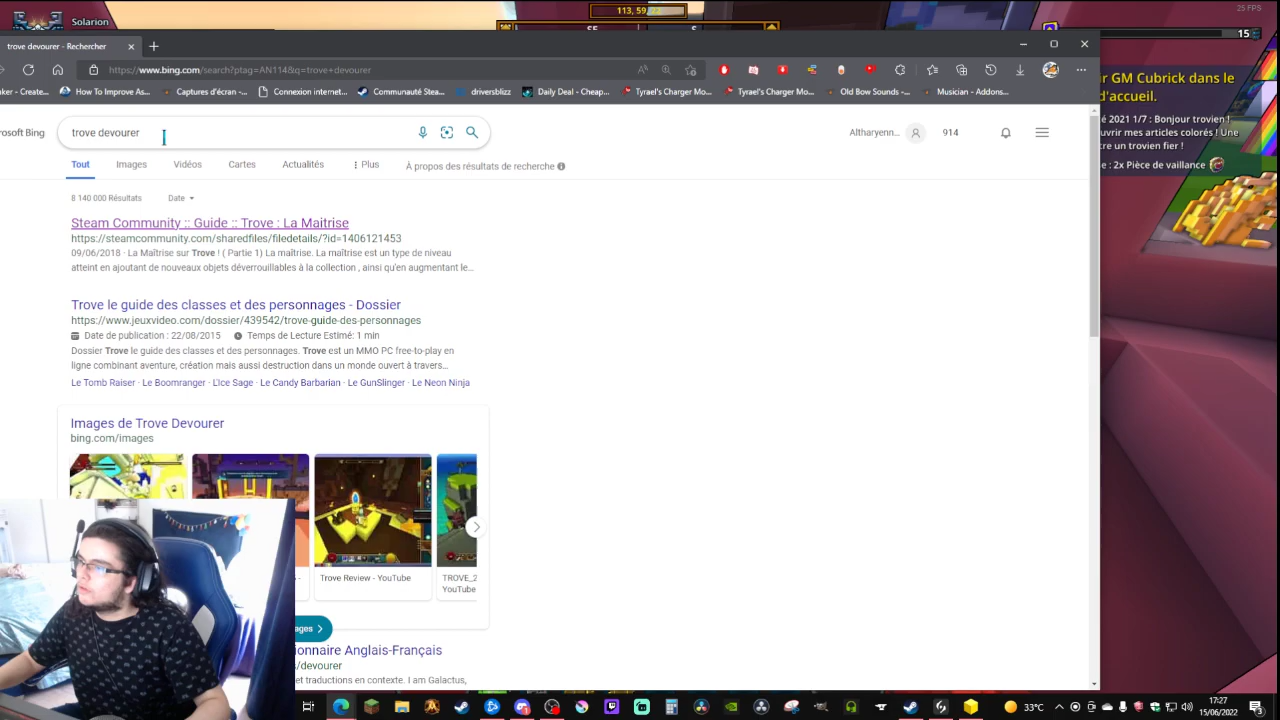 Solarion
113, 59,
25 FPS
SE
S
15
trove devourer - Rechercher
https://www.bing.com/search?ptag=AN114&q=trove+devourer
ker - Create...
How To Improve As...
Captures d'écran -...
Connexion internet...
Communauté Stea...
driversblizz
Daily Deal - Cheap...
Tyrael's Charger Mo...
Tyrael's Charger Mo...
Old Bow Sounds -...
Musician - Addons...
r GM Cubrick dans le
d'accueil.
é 2021 1/7 : Bonjour trovien !
uvrir mes articles colorés ! Une
tre un trovien fier !
e : 2x Pièce de vaillance
rosoft Bing
trove devourer
Altharyenn...
914
Tout
Images
Vidéos
Cartes
Actualités
Plus
À propos des résultats de recherche
8 140 000 Résultats
Date
Steam Community :: Guide :: Trove : La Maitrise
https://steamcommunity.com/sharedfiles/filedetails/?id=1406121453
09/06/2018 · La Maîtrise sur Trove ! ( Partie 1) La maîtrise. La maîtrise est un type de niveau
atteint en ajoutant de nouveaux objets déverrouillables à la collection , ainsi qu'en augmentant le...
Trove le guide des classes et des personnages - Dossier
https://www.jeuxvideo.com/dossier/439542/trove-guide-des-personnages
Date de publication : 22/08/2015
Temps de Lecture Estimé: 1 min
Dossier Trove le guide des classes et des personnages. Trove est un MMO PC free-to-play en
ligne combinant aventure, création mais aussi destruction dans un monde ouvert à travers...
Le Tomb Raiser · Le Boomranger · L'Ice Sage · Le Candy Barbarian · Le GunSlinger · Le Neon Ninja
Images de Trove Devourer
bing.com/images
Trove Review - YouTube
TROVE_2
YouTube
ages
ionnaire Anglais-Français
s/devourer
et traductions en contexte. I am Galactus,
33°C
17:27
15/06/2022